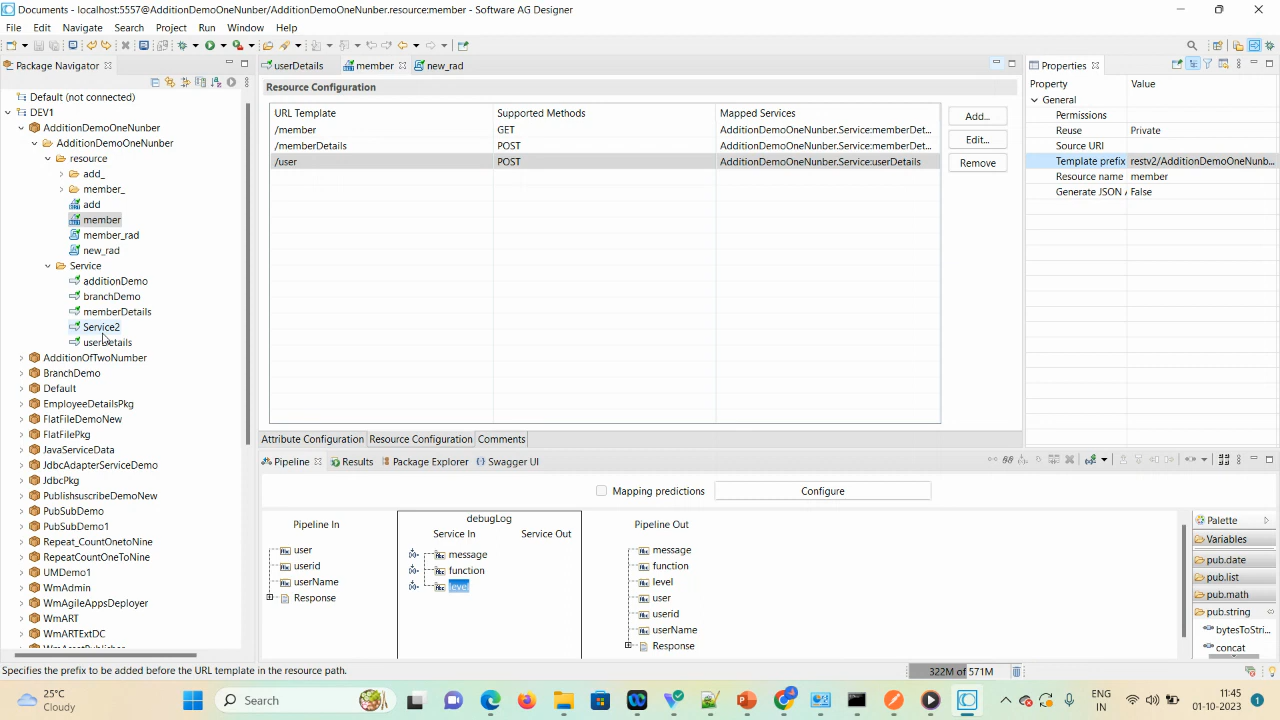 Documents - localhost:5557@AdditionDemoOneNunber/AdditionDemoOneNunber.resource:member - Software AG Designer
File Edit Navigate Search Project Run Window Help
Package Navigator
Default (not connected)
DEV1
AdditionDemoOneNunber
AdditionDemoOneNunber
resource
add_
member_
add
member
member_rad
new_rad
Service
additionDemo
branchDemo
memberDetails
Service2
userDetails
AdditionOfTwoNumber
BranchDemo
Default
EmployeeDetailsPkg
FlatFileDemoNew
FlatFilePkg
JavaServiceData
JdbcAdapterServiceDemo
JdbcPkg
PublishsuscribeDemoNew
PubSubDemo
PubSubDemo1
Repeat_CountOnetoNine
RepeatCountOneToNine
UMDemo1
WmAdmin
WmAgileAppsDeployer
WmART
WmARTExtDC
userDetails member new_rad
Resource Configuration
URL Template Supported Methods Mapped Services
/member GET AdditionDemoOneNunber.Service:memberDet...
/memberDetails POST AdditionDemoOneNunber.Service:memberDet...
/user POST AdditionDemoOneNunber.Service:userDetails
Add...
Edit...
Remove
Attribute Configuration Resource Configuration Comments
Properties
Property Value
General
Permissions
Reuse Private
Source URI
Template prefix restv2/AdditionDemoOneNunb...
Resource name member
Generate JSON False
Pipeline Results Package Explorer Swagger UI
Mapping predictions Configure
Pipeline In
user
userid
userName
Response
debugLog
Service In Service Out
message
function
level
Pipeline Out
message
function
level
user
userid
userName
Response
Palette
Variables
pub.date
pub.list
pub.math
pub.string
bytesToStri...
concat
Specifies the prefix to be added before the URL template in the resource path.
322M of 571M
25°C
Cloudy
Search
ENG
IN
11:45
01-10-2023
1